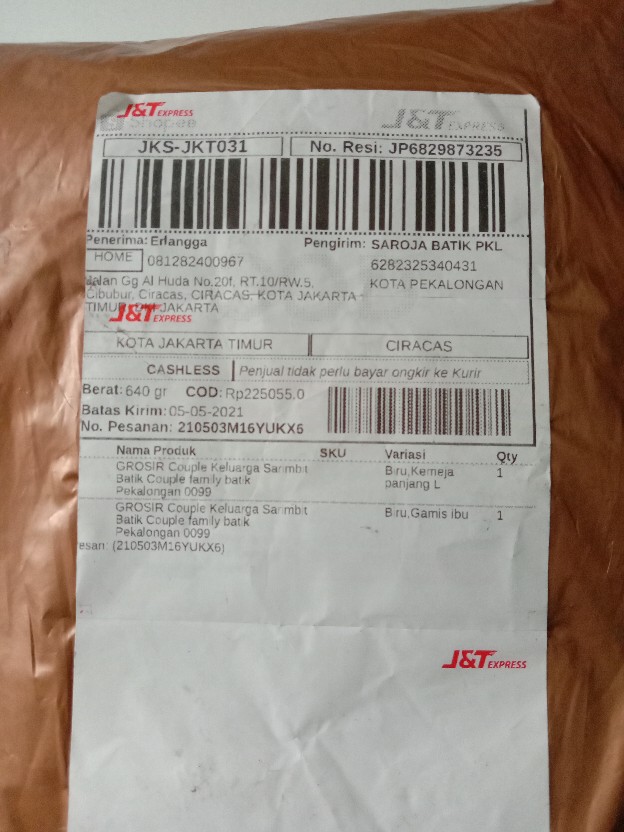 J&T EXPRESS
Shopee
J&T EXPRESS
JKS-JKT031
No. Resi: JP6829873235
Penerima: Erlangga
Pengirim: SAROJA BATIK PKL
HOME
081282400967
6282325340431
Jalan Gg Al Huda No.20f, RT.10/RW.5,
KOTA PEKALONGAN
Cibubur, Ciracas, CIRACAS, KOTA JAKARTA
TIMUR, DKI JAKARTA
J&T EXPRESS
KOTA JAKARTA TIMUR
CIRACAS
CASHLESS
Penjual tidak perlu bayar ongkir ke Kurir
Berat: 640 gr COD: Rp225055.0
Batas Kirim: 05-05-2021
No. Pesanan: 210503M16YUKX6
Nama Produk SKU Variasi Qty
GROSIR Couple Keluarga Sarimbit Biru,Kemeja 1
Batik Couple family batik panjang L
Pekalongan 0099
GROSIR Couple Keluarga Sarimbit Biru,Gamis ibu 1
Batik Couple family batik
Pekalongan 0099
esan: (210503M16YUKX6)
J&T EXPRESS